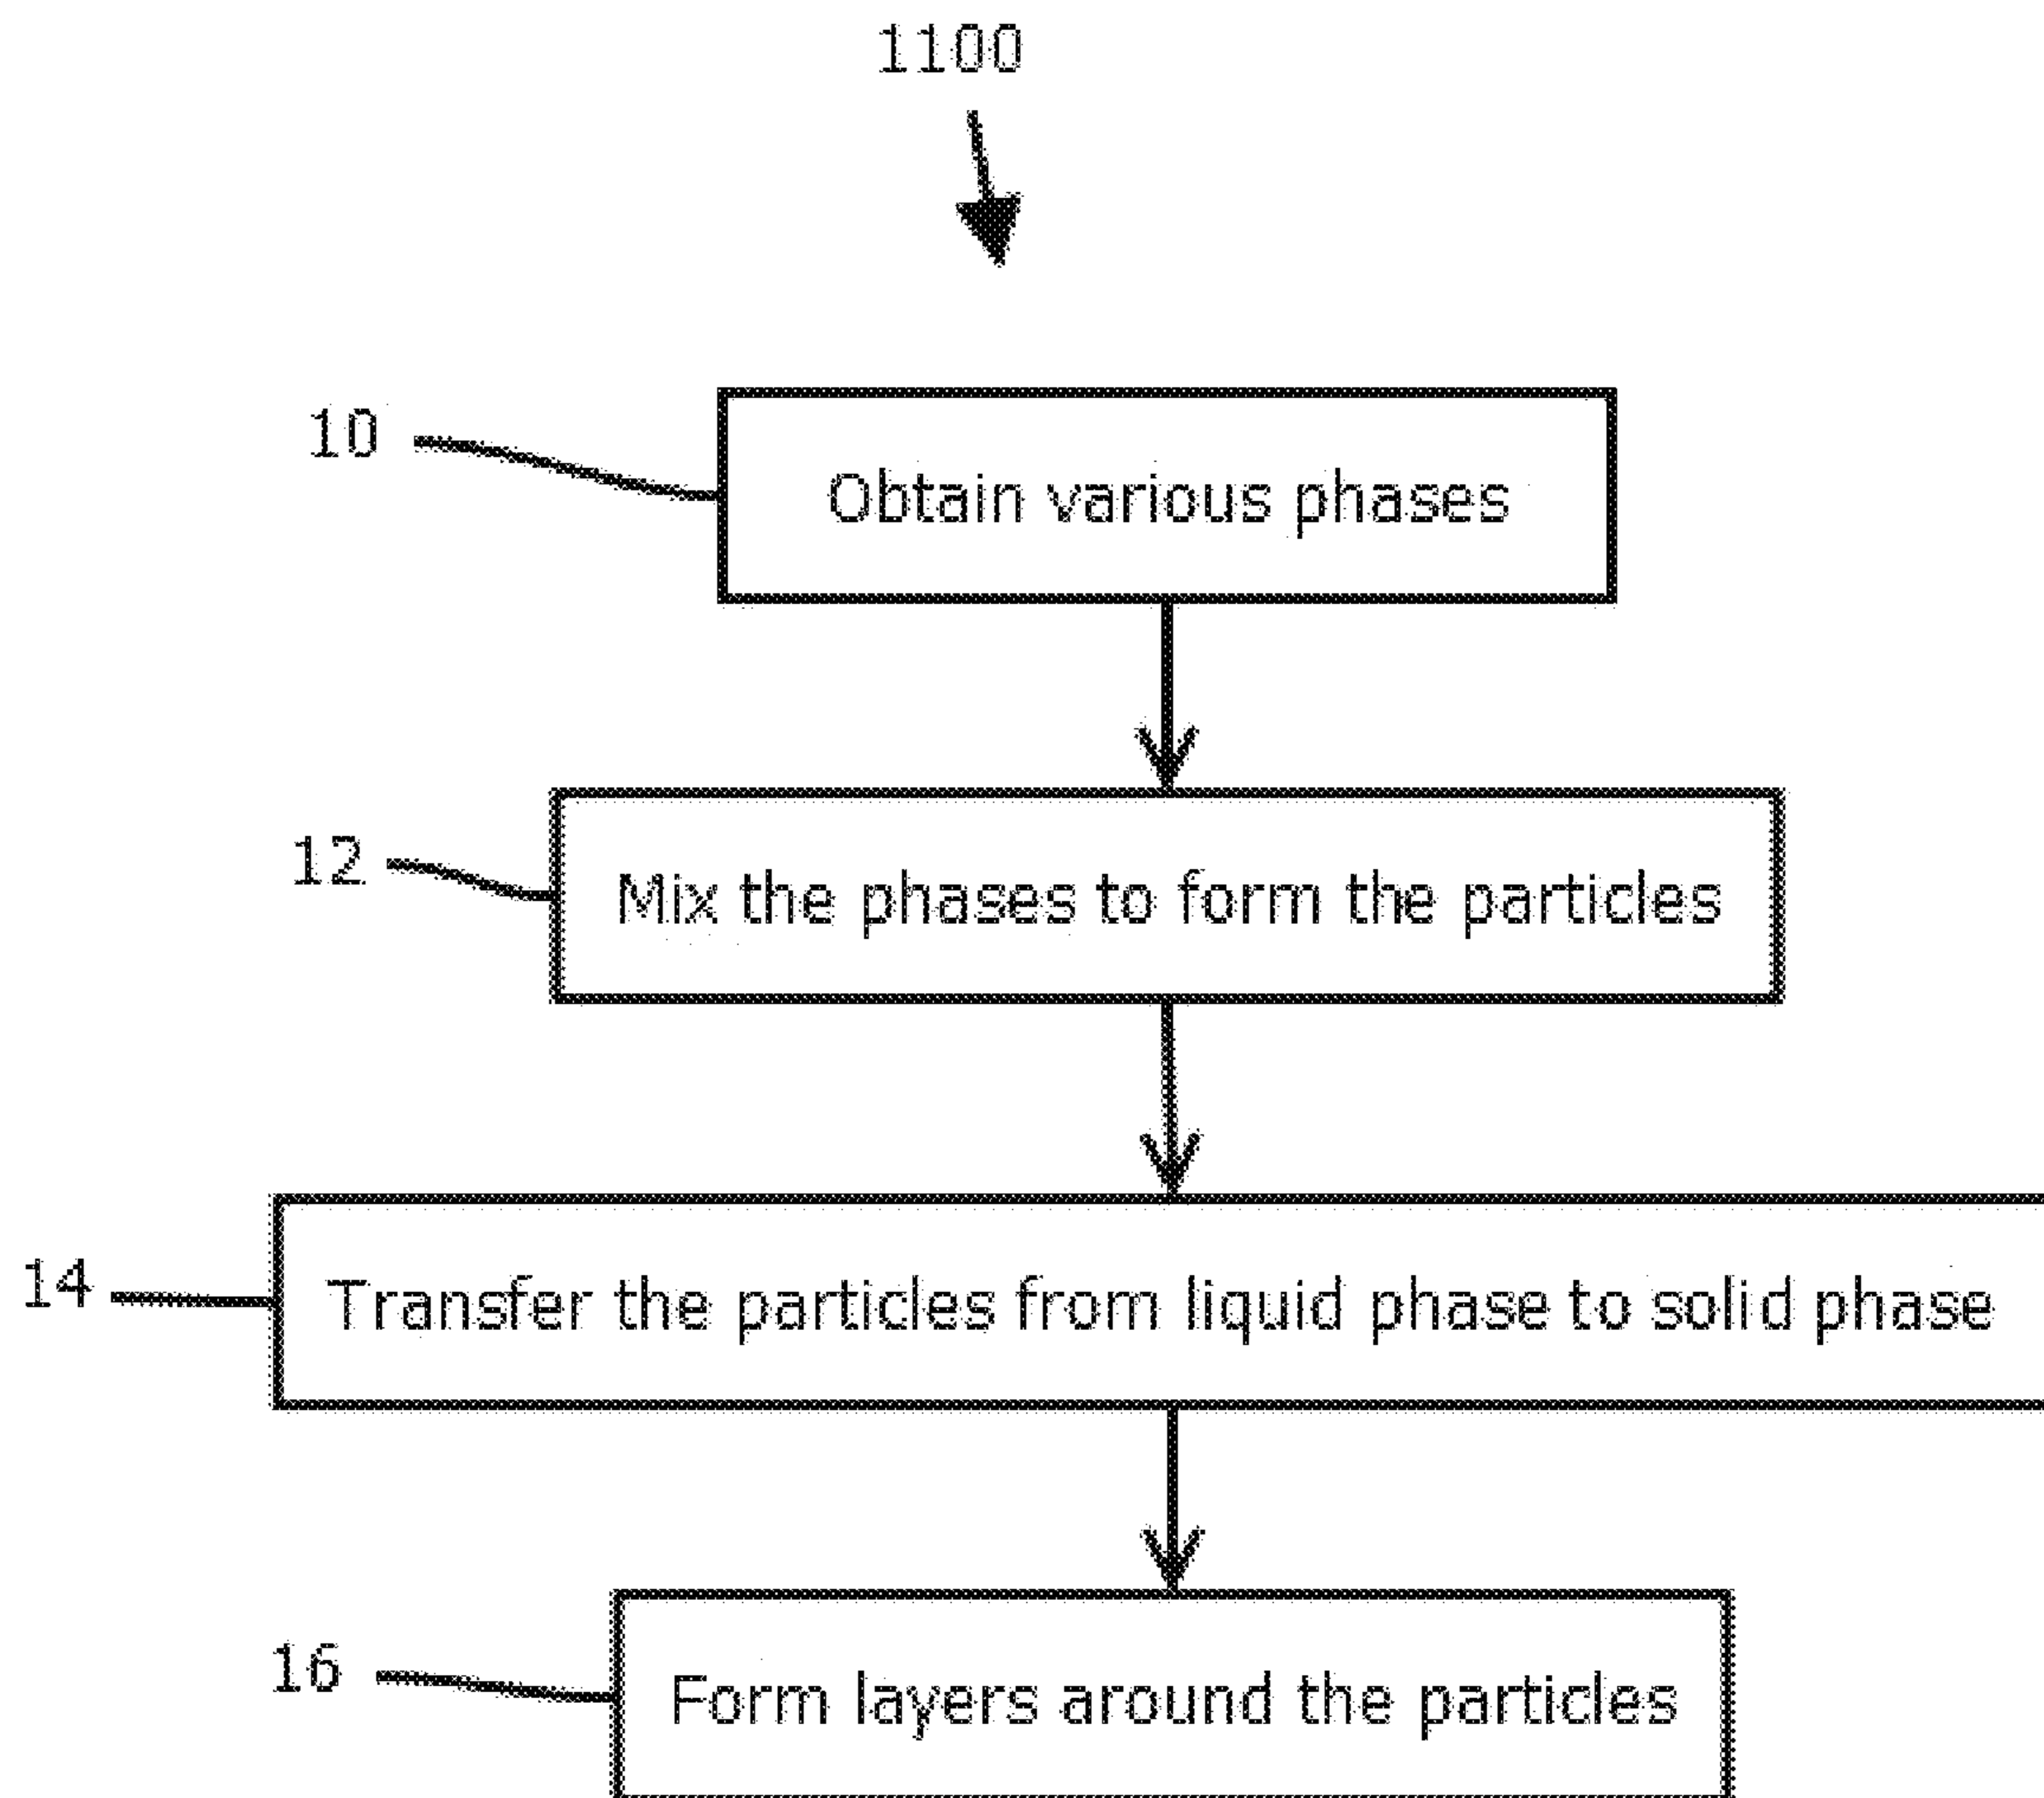 1100
10
Obtain various phases
12
Mix the phases to form the particles
14
Transfer the particles from liquid phase to solid phase
16
Form layers around the particles